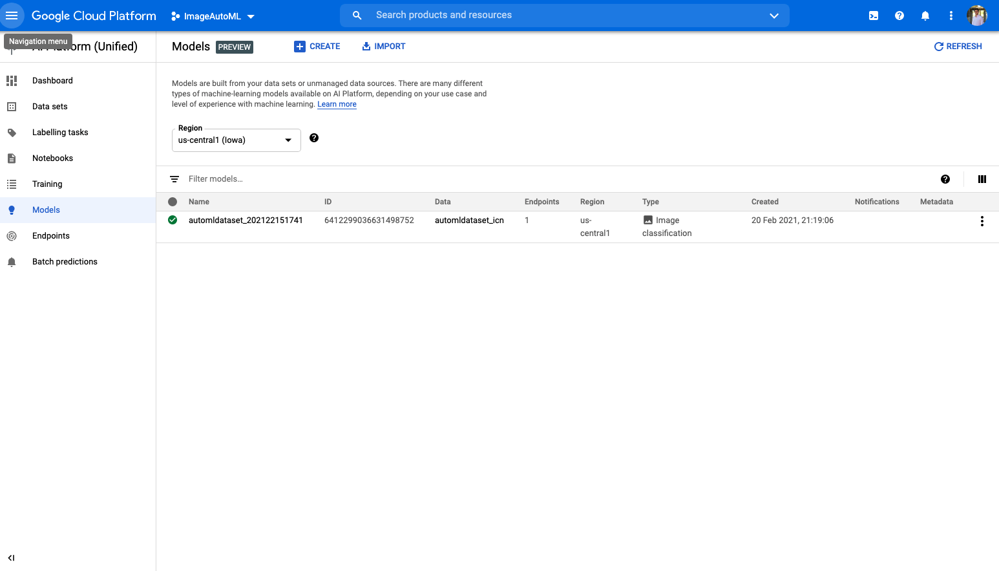 Google Cloud Platform
ImageAutoML
Search products and resources
Navigation menu
Platform (Unified)
Models PREVIEW
CREATE
IMPORT
REFRESH
Dashboard
Data sets
Labelling tasks
Notebooks
Training
Models
Endpoints
Batch predictions
Models are built from your data sets or unmanaged data sources. There are many different
types of machine-learning models available on AI Platform, depending on your use case and
level of experience with machine learning. Learn more
Region
us-central1 (Iowa)
Filter models...
Name ID Data Endpoints Region Type Created Notifications Metadata
automldataset_202122151741 6412299036631498752 automldataset_icn 1 us- Image 20 Feb 2021, 21:19:06
central1 classification